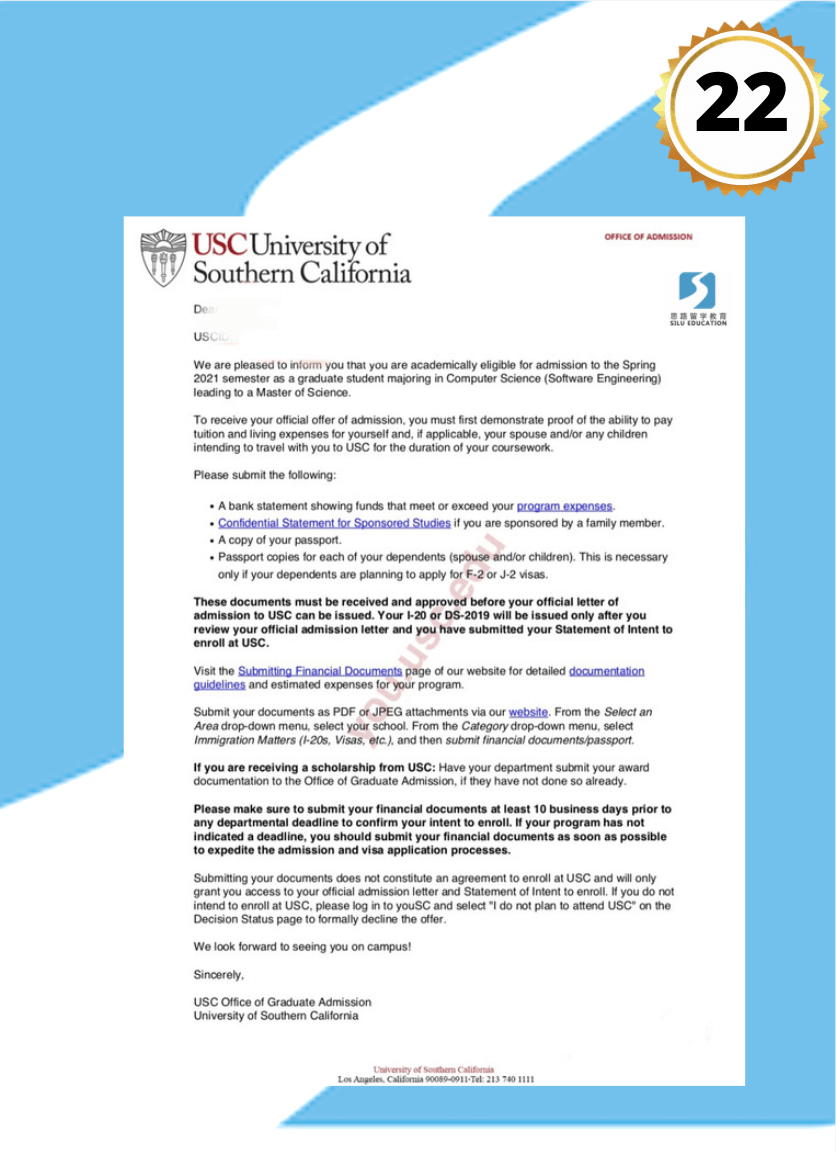 22
USC University of
Southern California
OFFICE OF ADMISSION
思路留学教育
SILU EDUCATION
Dear
USCID
We are pleased to inform you that you are academically eligible for admission to the Spring
2021 semester as a graduate student majoring in Computer Science (Software Engineering)
leading to a Master of Science.
To receive your official offer of admission, you must first demonstrate proof of the ability to pay
tuition and living expenses for yourself and, if applicable, your spouse and/or any children
intending to travel with you to USC for the duration of your coursework.
Please submit the following:
• A bank statement showing funds that meet or exceed your program expenses.
• Confidential Statement for Sponsored Studies if you are sponsored by a family member.
• A copy of your passport.
• Passport copies for each of your dependents (spouse and/or children). This is necessary
only if your dependents are planning to apply for F-2 or J-2 visas.
These documents must be received and approved before your official letter of
admission to USC can be issued. Your I-20 or DS-2019 will be issued only after you
review your official admission letter and you have submitted your Statement of Intent to
enroll at USC.
Visit the Submitting Financial Documents page of our website for detailed documentation
guidelines and estimated expenses for your program.
Submit your documents as PDF or JPEG attachments via our website. From the Select an
Area drop-down menu, select your school. From the Category drop-down menu, select
Immigration Matters (I-20s, Visas, etc.), and then submit financial documents/passport.
If you are receiving a scholarship from USC: Have your department submit your award
documentation to the Office of Graduate Admission, if they have not done so already.
Please make sure to submit your financial documents at least 10 business days prior to
any departmental deadline to confirm your intent to enroll. If your program has not
indicated a deadline, you should submit your financial documents as soon as possible
to expedite the admission and visa application processes.
Submitting your documents does not constitute an agreement to enroll at USC and will only
grant you access to your official admission letter and Statement of Intent to enroll. If you do not
intend to enroll at USC, please log in to youSC and select "I do not plan to attend USC" on the
Decision Status page to formally decline the offer.
We look forward to seeing you on campus!
Sincerely,
USC Office of Graduate Admission
University of Southern California
you.usc.edu
University of Southern California
Los Angeles, California 90089-0911•Tel: 213 740 1111